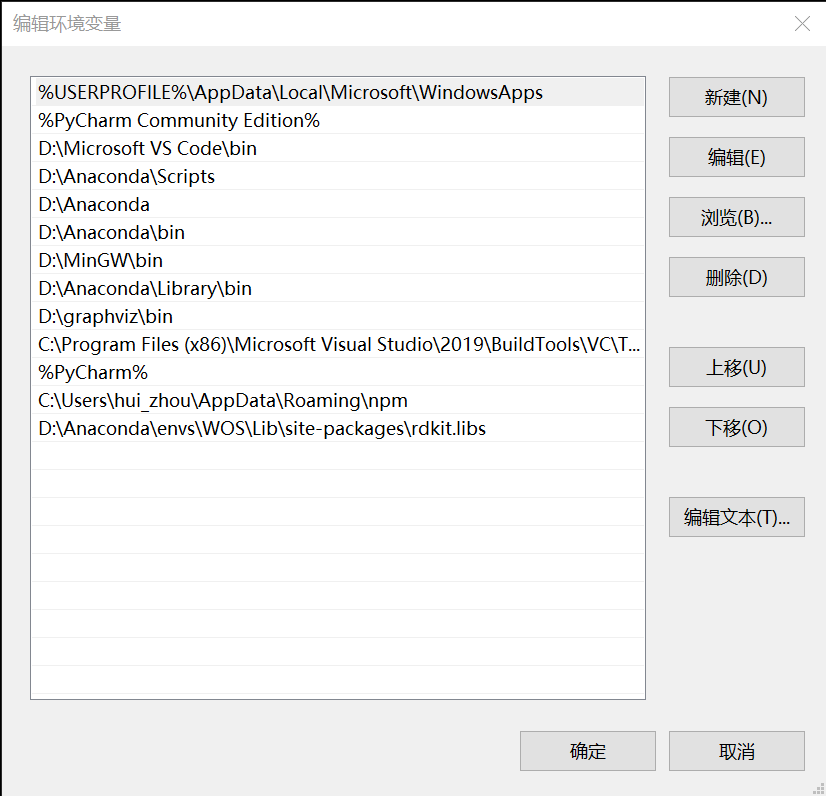 编辑环境变量
%USERPROFILE%\AppData\Local\Microsoft\WindowsApps
%PyCharm Community Edition%
D:\Microsoft VS Code\bin
D:\Anaconda\Scripts
D:\Anaconda
D:\Anaconda\bin
D:\MinGW\bin
D:\Anaconda\Library\bin
D:\graphviz\bin
C:\Program Files (x86)\Microsoft Visual Studio\2019\BuildTools\VC\T...
%PyCharm%
C:\Users\hui_zhou\AppData\Roaming\npm
D:\Anaconda\envs\WOS\Lib\site-packages\rdkit.libs
新建(N)
编辑(E)
浏览(B)...
删除(D)
上移(U)
下移(O)
编辑文本(T)...
确定
取消